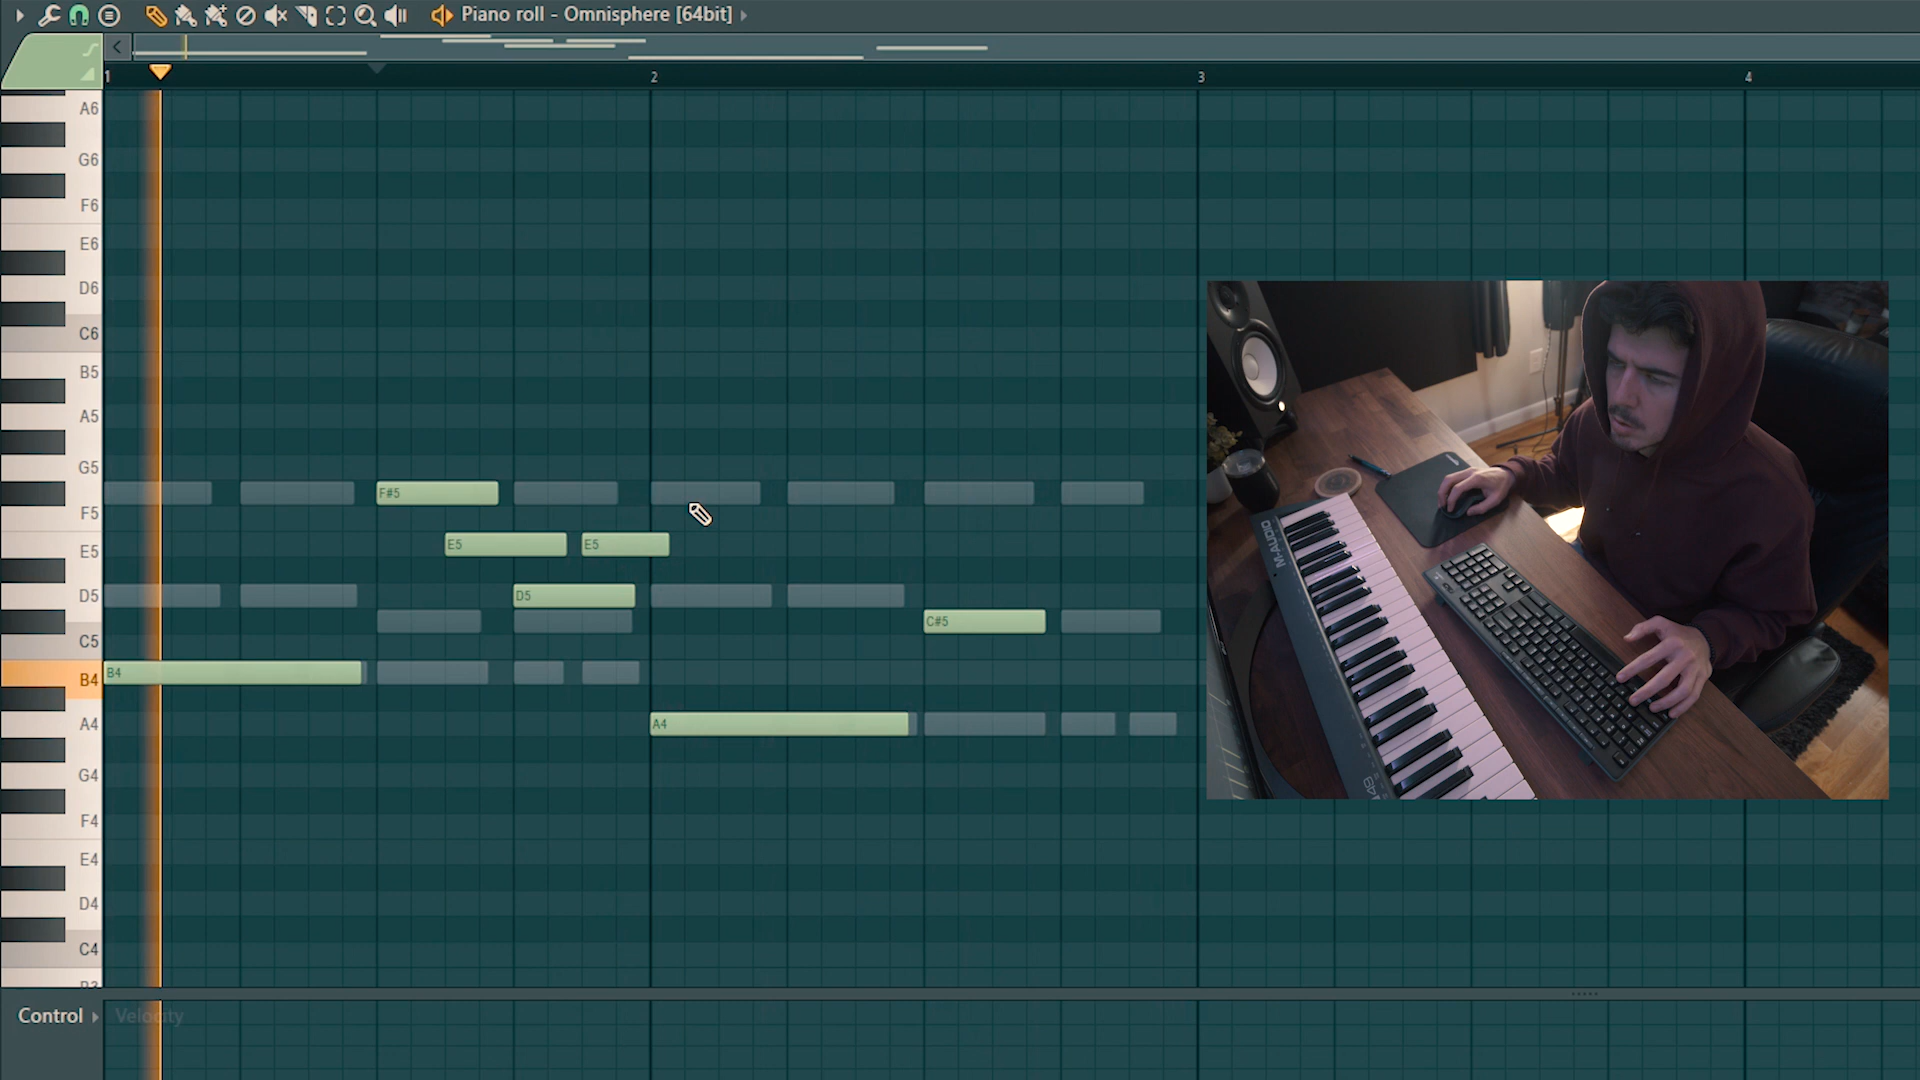 Piano roll - Omnisphere [64bit]
1
2
3
4
A6
G6
F6
E6
D6
C6
B5
A5
G5
F#5
F5
E5
E5
E5
D5
D5
C#5
C5
B4
B4
A4
A4
G4
F4
E4
D4
C4
Control
Velocity
M-AUDIO